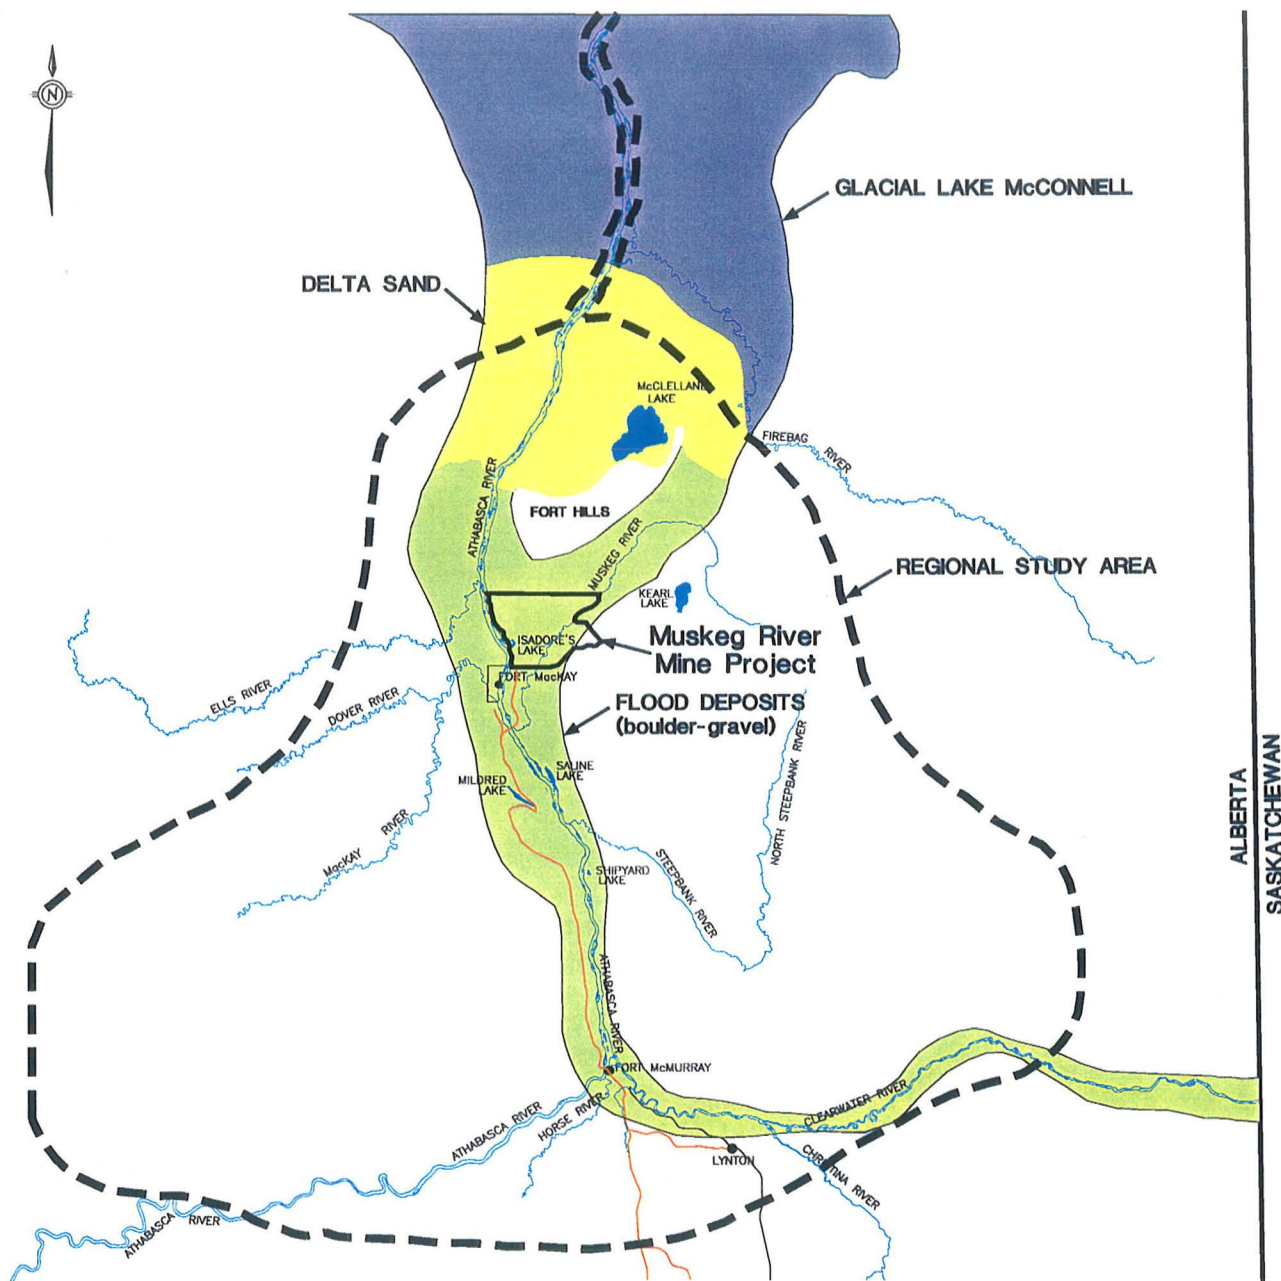 N
GLACIAL LAKE McCONNELL
DELTA SAND
McCLELLAND
LAKE
FIREBAG RIVER
ATHABASCA RIVER
FORT HILLS
MUSKEG RIVER
REGIONAL STUDY AREA
KEARL
LAKE
ISADORE'S
LAKE
Muskeg River
Mine Project
FORT MacKAY
ELLS RIVER
DOVER RIVER
FLOOD DEPOSITS
(boulder-gravel)
SALINE
LAKE
MILDRED
LAKE
NORTH STEEPBANK RIVER
ALBERTA
SASKATCHEWAN
MacKAY RIVER
SHIPYARD
LAKE
STEEPBANK RIVER
ATHABASCA RIVER
FORT McMURRAY
CLEARWATER RIVER
ATHABASCA RIVER
HORSE RIVER
LYNTON
CHRISTINA RIVER
ATHABASCA RIVER